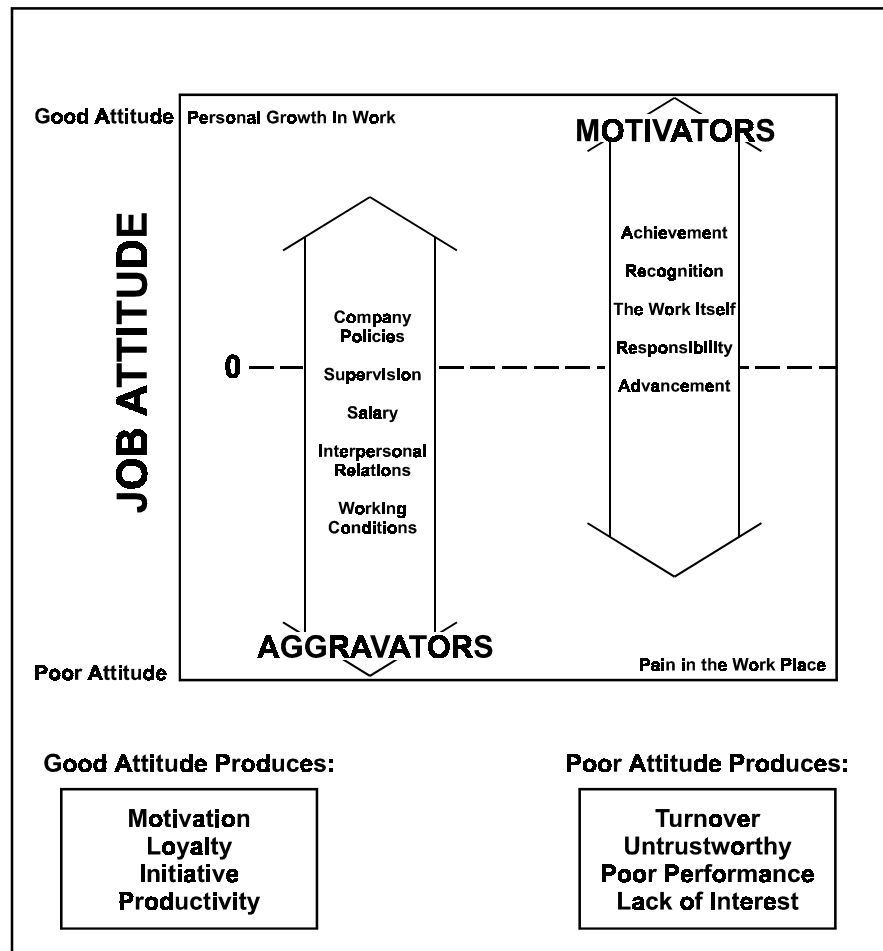 Good Attitude
Personal Growth In Work
MOTIVATORS
JOB ATTITUDE
Achievement
Recognition
The Work Itself
Responsibility
Advancement
Company
Policies
0
Supervision
Salary
Interpersonal
Relations
Working
Conditions
AGGRAVATORS
Pain in the Work Place
Poor Attitude
Good Attitude Produces:
Motivation
Loyalty
Initiative
Productivity
Poor Attitude Produces:
Turnover
Untrustworthy
Poor Performance
Lack of Interest